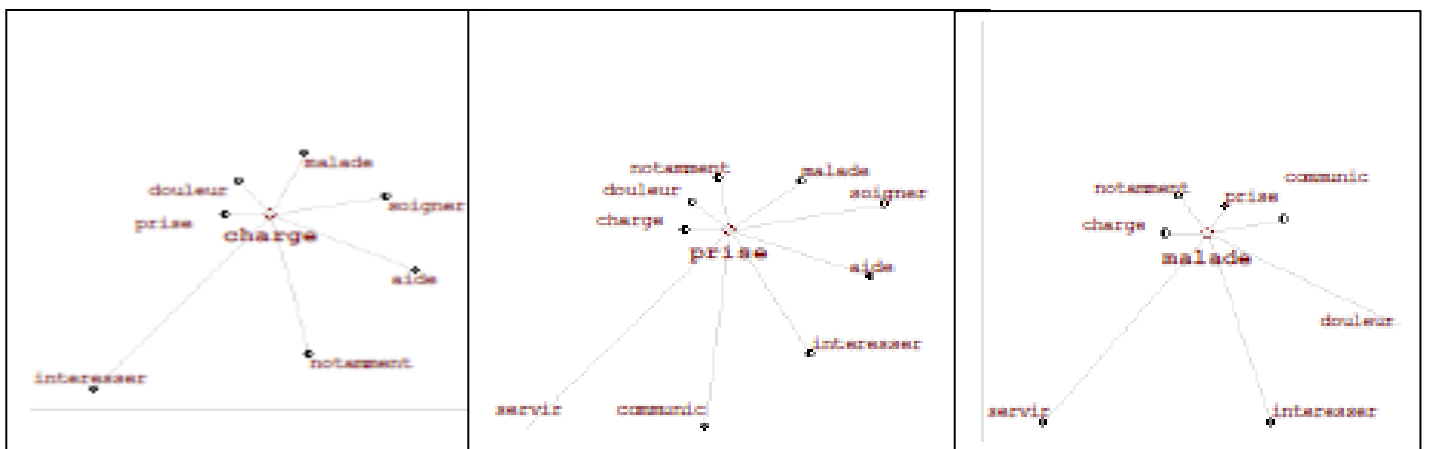 malade
douleur
soigner
prise
charge
aide
notamment
interesser
notamment
malade
douleur
soigner
charge
prise
aide
interesser
servir
communic
communic
notamment
prise
charge
malade
douleur
servir
interesser